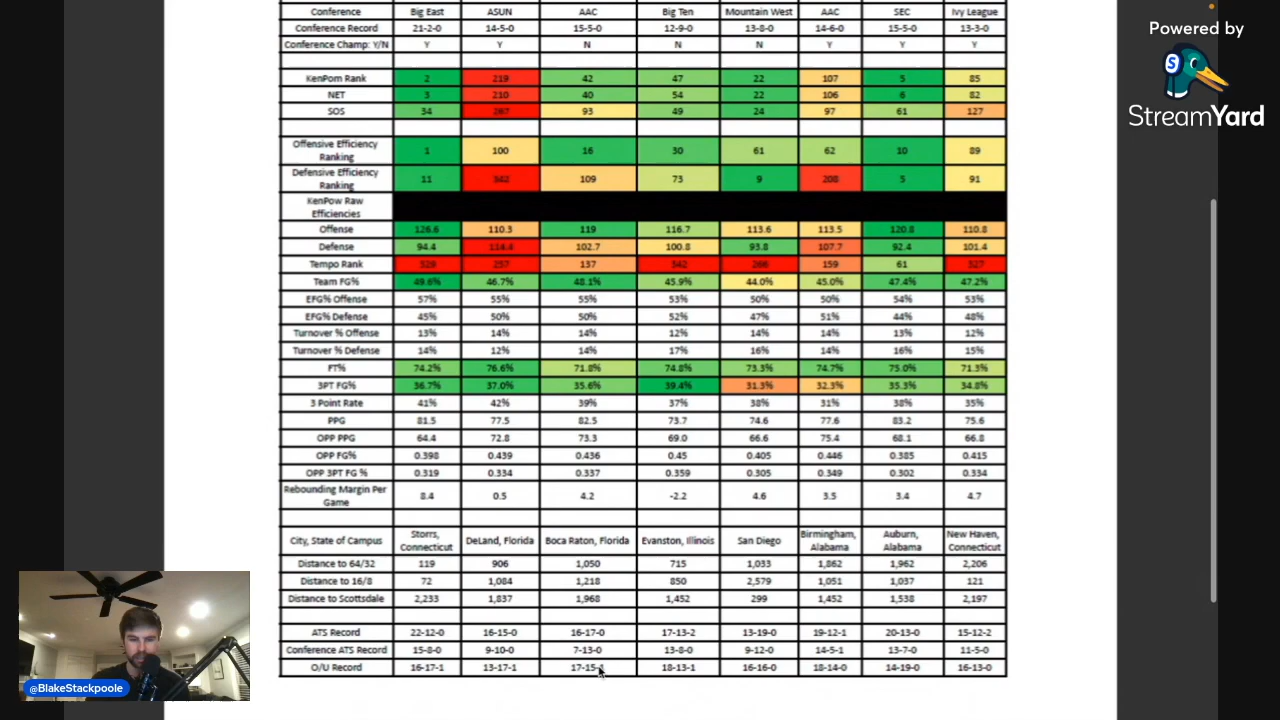 Powered by
StreamYard
Conference Big East ASUN AAC Big Ten Mountain West AAC SEC Ivy League
Conference Record 21-2-0 14-5-0 15-5-0 12-9-0 13-8-0 14-6-0 15-5-0 13-3-0
Conference Champ: Y/N Y Y N N N Y Y Y
KenPom Rank 2 219 42 47 22 107 5 85
NET 3 210 40 54 22 106 6 82
SOS 34 267 93 49 24 97 61 127
Offensive Efficiency
Ranking 1 100 16 30 61 62 10 89
Defensive Efficiency
Ranking 11 342 109 73 9 208 5 91
KenPow Raw
Efficiencies
Offense 126.6 110.3 119 116.7 113.6 113.5 120.8 110.8
Defense 94.4 114.4 102.7 100.8 93.8 107.7 92.4 101.4
Tempo Rank 329 257 137 342 266 159 61 327
Team FG% 49.6% 46.7% 48.1% 45.9% 44.0% 45.0% 47.4% 47.2%
EFG% Offense 57% 55% 55% 53% 50% 50% 54% 53%
EFG% Defense 45% 50% 50% 52% 47% 51% 44% 48%
Turnover % Offense 13% 14% 14% 12% 14% 14% 13% 12%
Turnover % Defense 14% 12% 14% 17% 16% 14% 16% 15%
FT% 74.2% 76.6% 71.8% 74.8% 73.3% 74.7% 75.0% 71.3%
3PT FG% 36.7% 37.0% 35.6% 39.4% 31.3% 32.3% 35.3% 34.8%
3 Point Rate 41% 42% 39% 37% 38% 31% 38% 35%
PPG 81.5 77.5 82.5 73.7 74.6 77.6 83.2 75.6
OPP PPG 64.4 72.8 73.3 69.0 66.6 75.4 68.1 66.8
OPP FG% 0.398 0.439 0.436 0.45 0.405 0.446 0.385 0.415
OPP 3PT FG % 0.319 0.334 0.337 0.359 0.305 0.349 0.302 0.334
Rebounding Margin Per
Game 8.4 0.5 4.2 -2.2 4.6 3.5 3.4 4.7
City, State of Campus Storrs, Connecticut DeLand, Florida Boca Raton, Florida Evanston, Illinois San Diego Birmingham, Alabama Auburn, Alabama New Haven, Connecticut
Distance to 64/32 119 906 1,050 715 1,033 1,862 1,962 2,206
Distance to 16/8 72 1,084 1,218 850 2,579 1,051 1,037 121
Distance to Scottsdale 2,233 1,837 1,968 1,452 299 1,452 1,538 2,197
ATS Record 22-12-0 16-15-0 16-17-0 17-13-2 13-19-0 19-12-1 20-13-0 15-12-2
Conference ATS Record 15-8-0 9-10-0 7-13-0 13-8-0 9-12-0 14-5-1 13-7-0 11-5-0
O/U Record 16-17-1 13-17-1 17-15- 18-13-1 16-16-0 18-14-0 14-19-0 16-13-0
@BlakeStackpoole